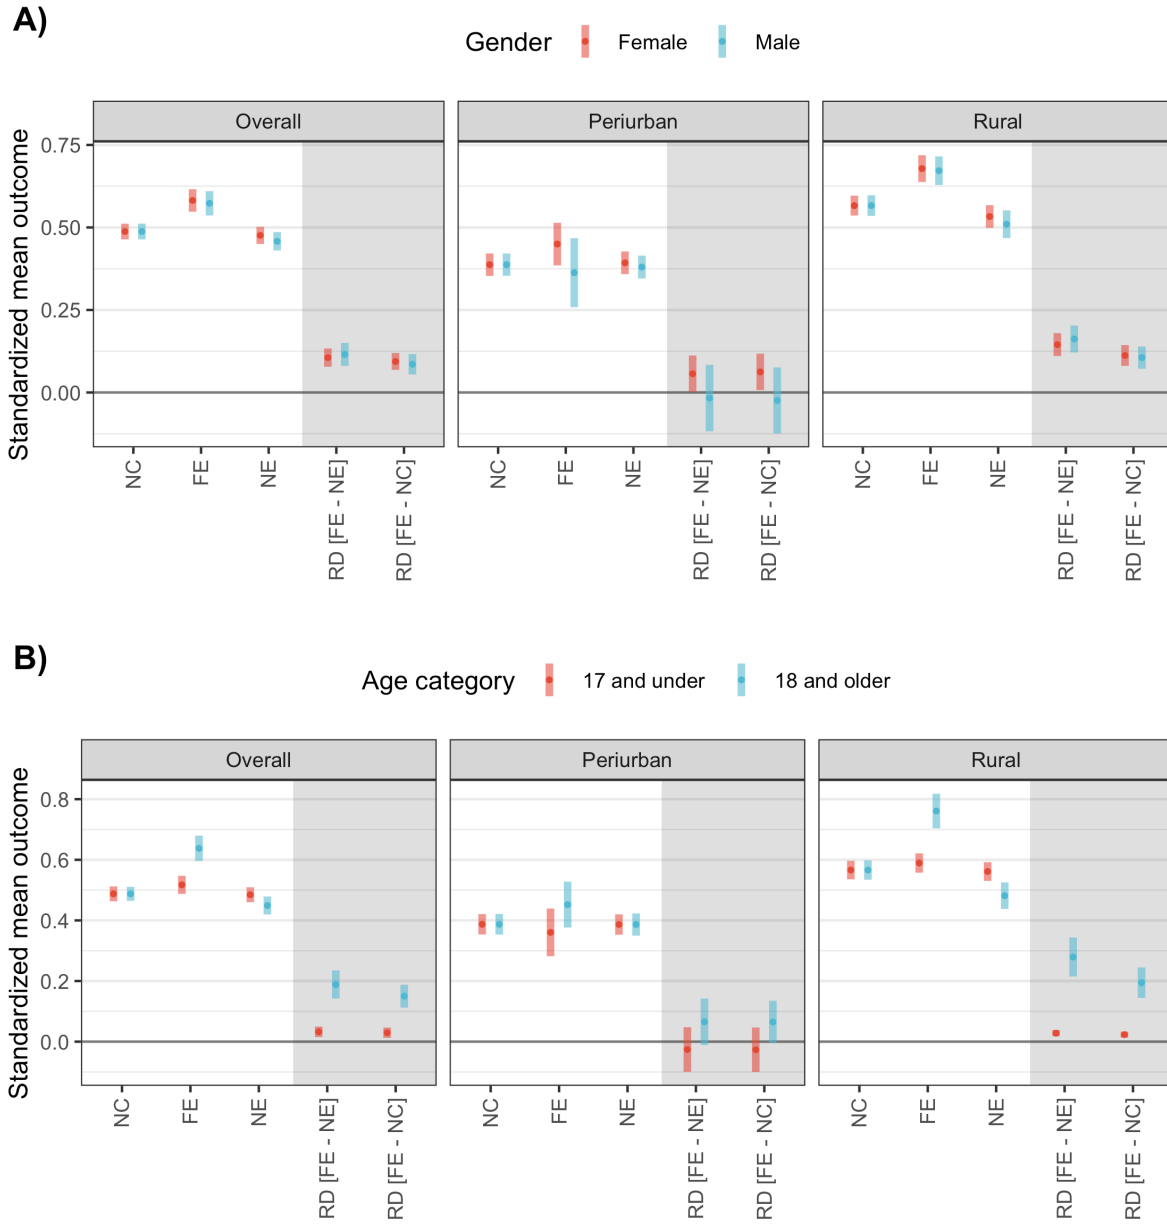 A)
Gender Female Male
Overall Periurban Rural
Standardized mean outcome
0.75
0.50
0.25
0.00
NC FE NE RD [FE - NE] RD [FE - NC] NC FE NE RD [FE - NE] RD [FE - NC] NC FE NE RD [FE - NE] RD [FE - NC]
B)
Age category 17 and under 18 and older
Overall Periurban Rural
Standardized mean outcome
0.8
0.6
0.4
0.2
0.0
NC FE NE RD [FE - NE] RD [FE - NC] NC FE NE RD [FE - NE] RD [FE - NC] NC FE NE RD [FE - NE] RD [FE - NC]